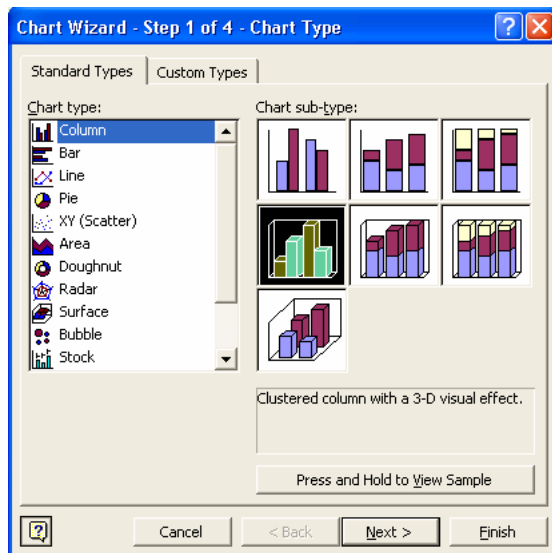 Chart Wizard - Step 1 of 4 - Chart Type
Standard Types
Custom Types
Chart type:
Column
Bar
Line
Pie
XY (Scatter)
Area
Doughnut
Radar
Surface
Bubble
Stock
Chart sub-type:
Clustered column with a 3-D visual effect.
Press and Hold to View Sample
Cancel
< Back
Next >
Finish